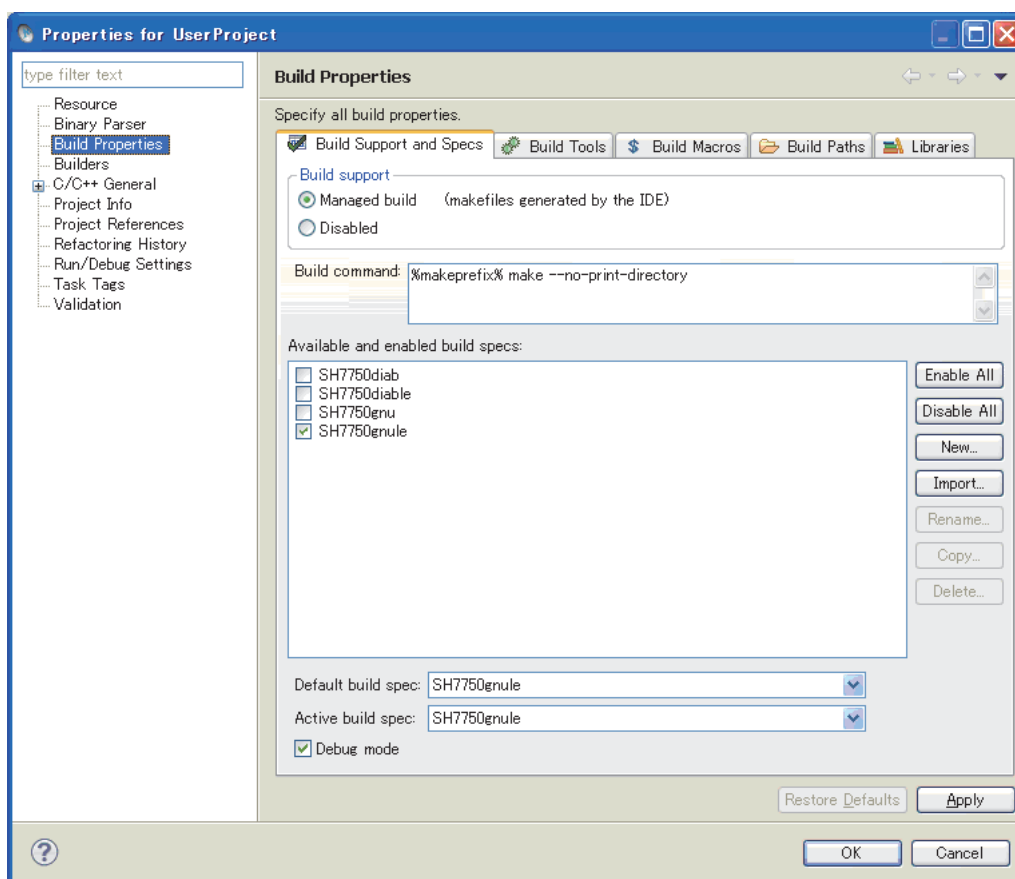 Properties for UserProject
type filter text
Resource
Binary Parser
Build Properties
Builders
C/C++ General
Project Info
Project References
Refactoring History
Run/Debug Settings
Task Tags
Validation
Build Properties
Specify all build properties.
Build Support and Specs
Build Tools
Build Macros
Build Paths
Libraries
Build support
Managed build (makefiles generated by the IDE)
Disabled
Build command: %makeprefix% make --no-print-directory
Available and enabled build specs:
SH7750diab
SH7750diable
SH7750gnu
SH7750gnule
Enable All
Disable All
New...
Import...
Rename...
Copy...
Delete...
Default build spec: SH7750gnule
Active build spec: SH7750gnule
Debug mode
Restore Defaults
Apply
OK
Cancel